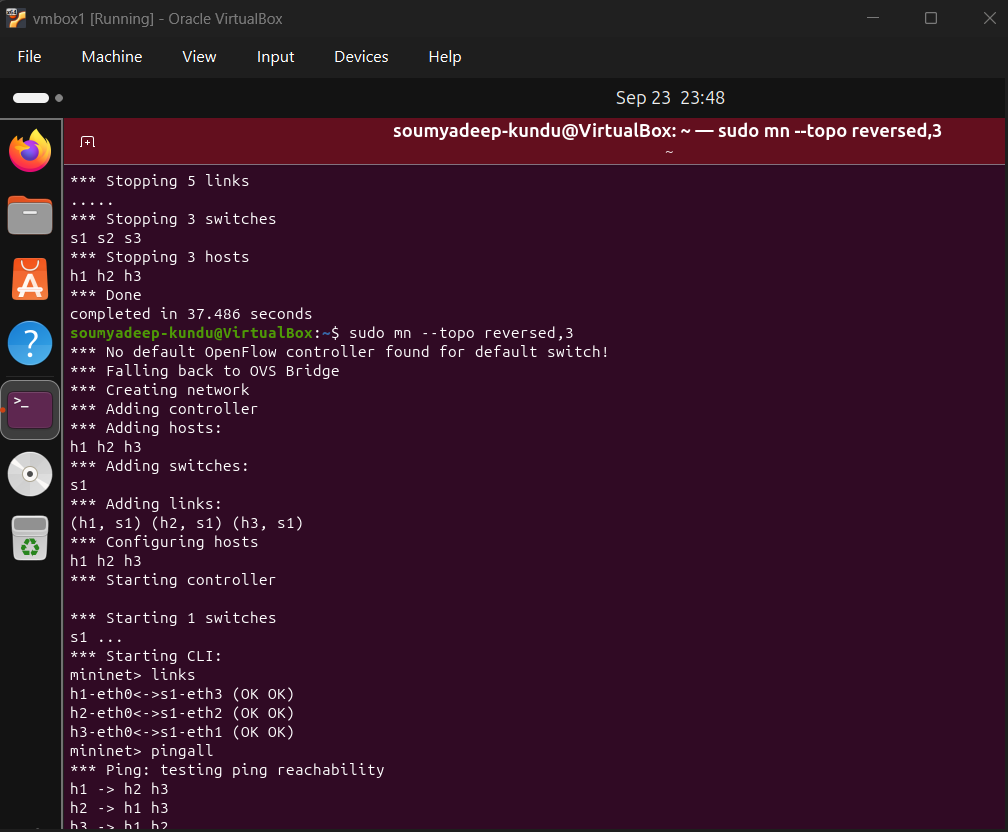 vmbox1 [Running] - Oracle VirtualBox
File Machine View Input Devices Help
Sep 23 23:48
soumyadeep-kundu@VirtualBox: ~ — sudo mn --topo reversed,3
~
*** Stopping 5 links
.....
*** Stopping 3 switches
s1 s2 s3
*** Stopping 3 hosts
h1 h2 h3
*** Done
completed in 37.486 seconds
soumyadeep-kundu@VirtualBox:~$ sudo mn --topo reversed,3
*** No default OpenFlow controller found for default switch!
*** Falling back to OVS Bridge
*** Creating network
*** Adding controller
*** Adding hosts:
h1 h2 h3
*** Adding switches:
s1
*** Adding links:
(h1, s1) (h2, s1) (h3, s1)
*** Configuring hosts
h1 h2 h3
*** Starting controller
*** Starting 1 switches
s1 ...
*** Starting CLI:
mininet> links
h1-eth0<->s1-eth3 (OK OK)
h2-eth0<->s1-eth2 (OK OK)
h3-eth0<->s1-eth1 (OK OK)
mininet> pingall
*** Ping: testing ping reachability
h1 -> h2 h3
h2 -> h1 h3
h3 -> h1 h2